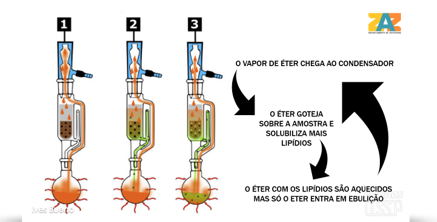 1
2
3
ZAZ
O VAPOR DE ÉTER CHEGA AO CONDENSADOR
O ÉTER GOTEJA
SOBRE A AMOSTRA E
SOLUBILIZA MAIS
LIPÍDIOS
O ÉTER COM OS LIPÍDIOS SÃO AQUECIDOS
MAS SÓ O ETER ENTRA EM EBULIÇÃO